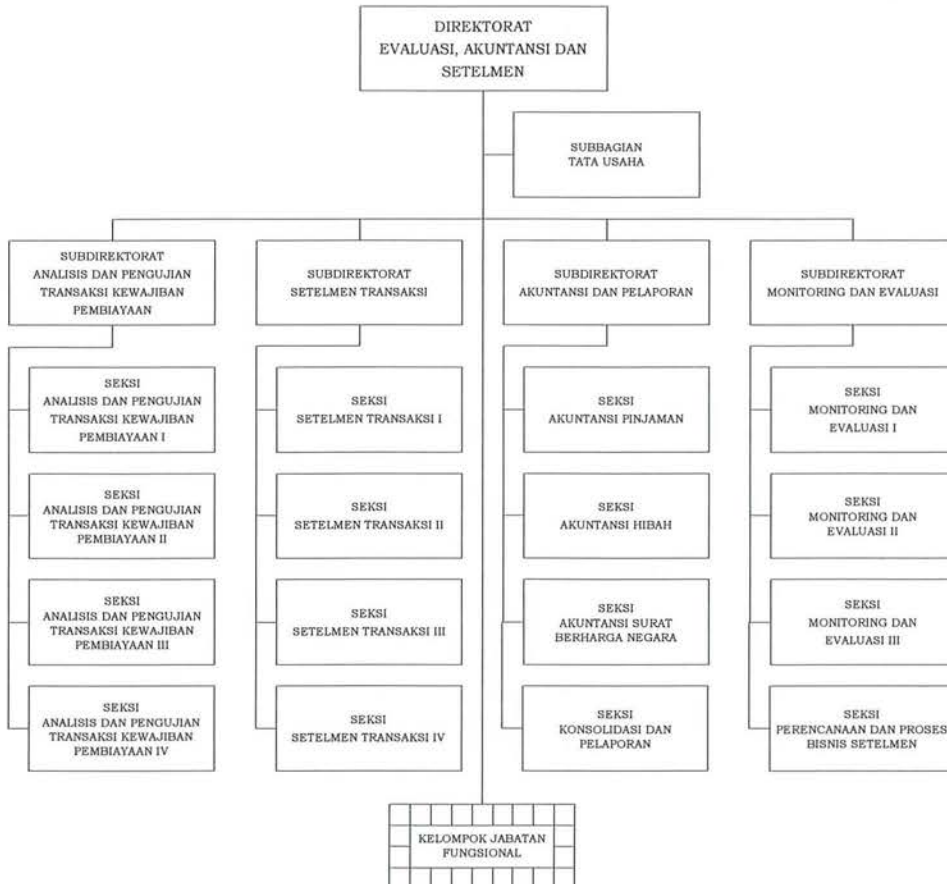 DIREKTORAT
EVALUASI, AKUNTANSI DAN
SETELMEN
SUBBAGIAN
TATA USAHA
SUBDIREKTORAT
ANALISIS DAN PENGUJIAN
TRANSAKSI KEWAJIBAN
PEMBIAYAAN
SUBDIREKTORAT
SETELMEN TRANSAKSI
SUBDIREKTORAT
AKUNTANSI DAN PELAPORAN
SUBDIREKTORAT
MONITORING DAN EVALUASI
SEKSI
ANALISIS DAN PENGUJIAN
TRANSAKSI KEWAJIBAN
PEMBIAYAAN I
SEKSI
SETELMEN TRANSAKSI I
SEKSI
AKUNTANSI PINJAMAN
SEKSI
MONITORING DAN
EVALUASI I
SEKSI
ANALISIS DAN PENGUJIAN
TRANSAKSI KEWAJIBAN
PEMBIAYAAN II
SEKSI
SETELMEN TRANSAKSI II
SEKSI
AKUNTANSI HIBAH
SEKSI
MONITORING DAN
EVALUASI II
SEKSI
ANALISIS DAN PENGUJIAN
TRANSAKSI KEWAJIBAN
PEMBIAYAAN III
SEKSI
SETELMEN TRANSAKSI III
SEKSI
AKUNTANSI SURAT
BERHARGA NEGARA
SEKSI
MONITORING DAN
EVALUASI III
SEKSI
ANALISIS DAN PENGUJIAN
TRANSAKSI KEWAJIBAN
PEMBIAYAAN IV
SEKSI
SETELMEN TRANSAKSI IV
SEKSI
KONSOLIDASI DAN
PELAPORAN
SEKSI
PERENCANAAN DAN PROSES
BISNIS SETELMEN
KELOMPOK JABATAN
FUNGSIONAL